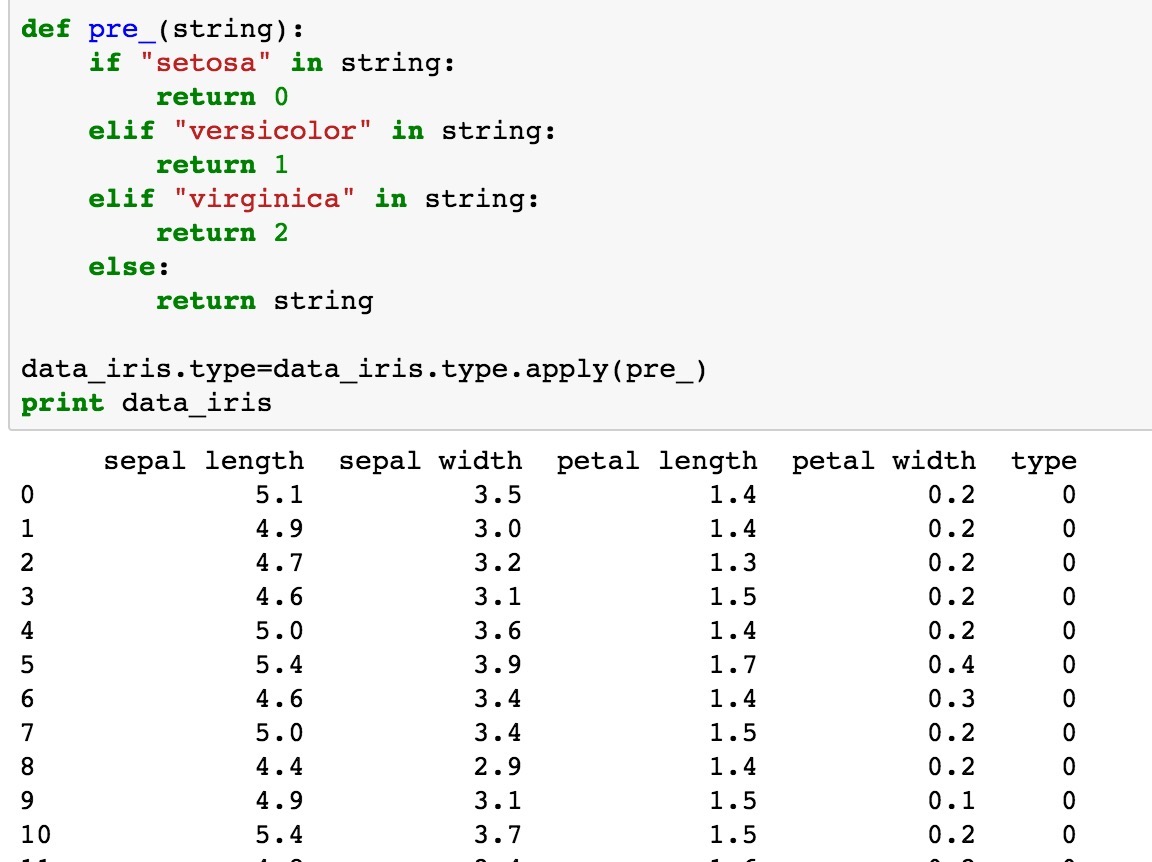 def pre_(string):
    if "setosa" in string:
        return 0
    elif "versicolor" in string:
        return 1
    elif "virginica" in string:
        return 2
    else:
        return string

data_iris.type=data_iris.type.apply(pre_)
print data_iris
     sepal length  sepal width  petal length  petal width  type
0             5.1          3.5           1.4          0.2     0
1             4.9          3.0           1.4          0.2     0
2             4.7          3.2           1.3          0.2     0
3             4.6          3.1           1.5          0.2     0
4             5.0          3.6           1.4          0.2     0
5             5.4          3.9           1.7          0.4     0
6             4.6          3.4           1.4          0.3     0
7             5.0          3.4           1.5          0.2     0
8             4.4          2.9           1.4          0.2     0
9             4.9          3.1           1.5          0.1     0
10            5.4          3.7           1.5          0.2     0